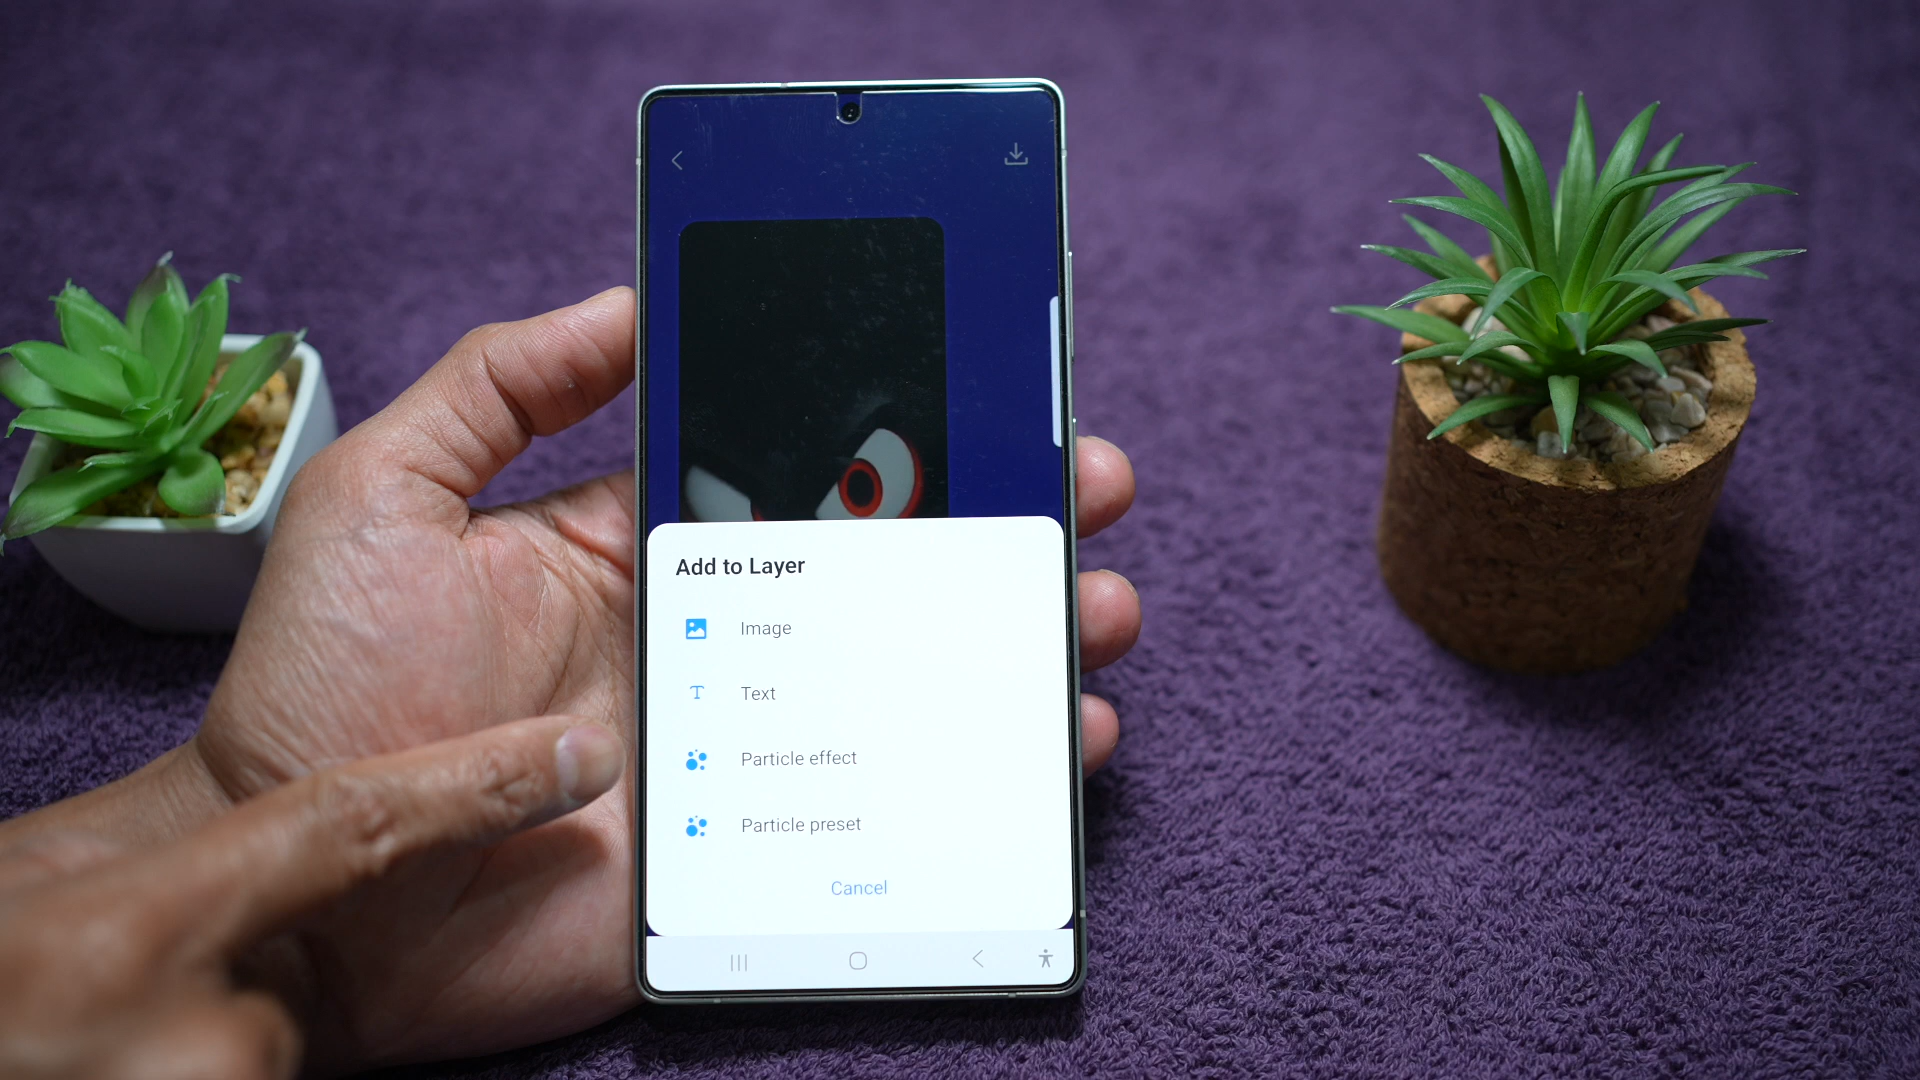 Add to Layer
Image
Text
Particle effect
Particle preset
Cancel